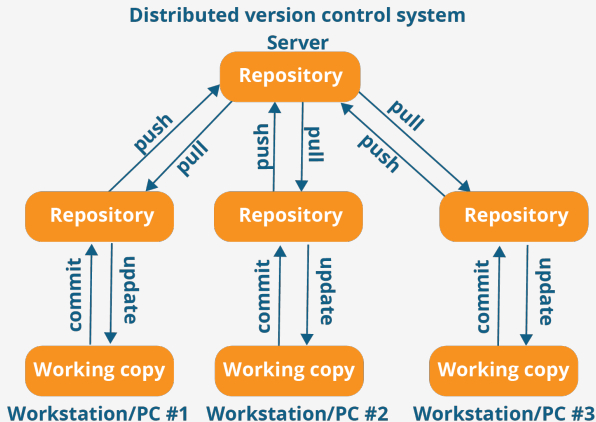 Distributed version control system
Server
Repository
push
pull
push
pull
pull
push
Repository
Repository
Repository
commit
update
commit
update
commit
update
Working copy
Working copy
Working copy
Workstation/PC #1
Workstation/PC #2
Workstation/PC #3